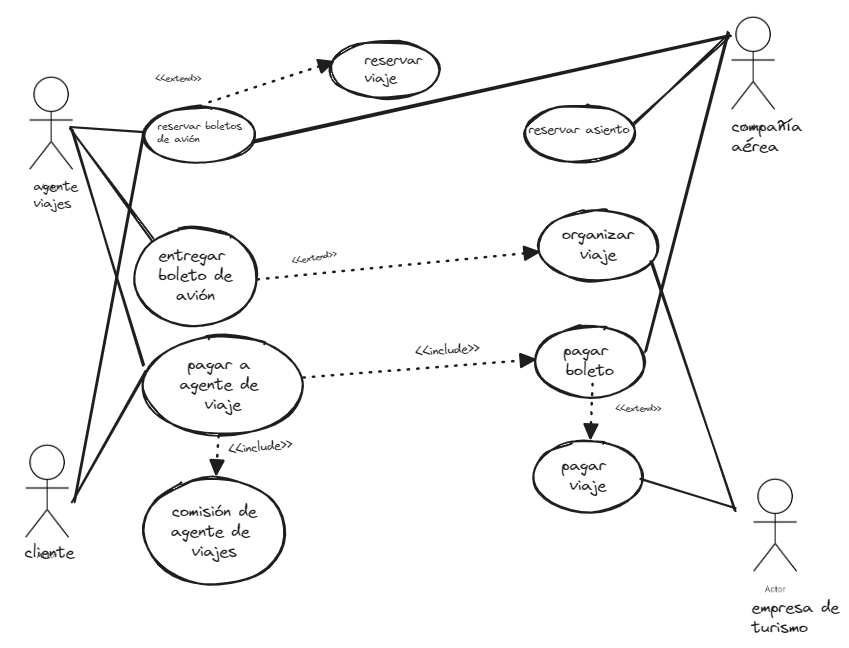 <<extend>>
reservar
viaje
reservar boletos
de avión
reservar asiento
compañía
aérea
agente
viajes
entregar
boleto de
avión
<<extend>>
organizar
viaje
pagar a
agente de
viaje
<<include>>
pagar
boleto
<<extend>>
<<include>>
pagar
viaje
comisión de
agente de
viajes
cliente
Actor
empresa de
turismo